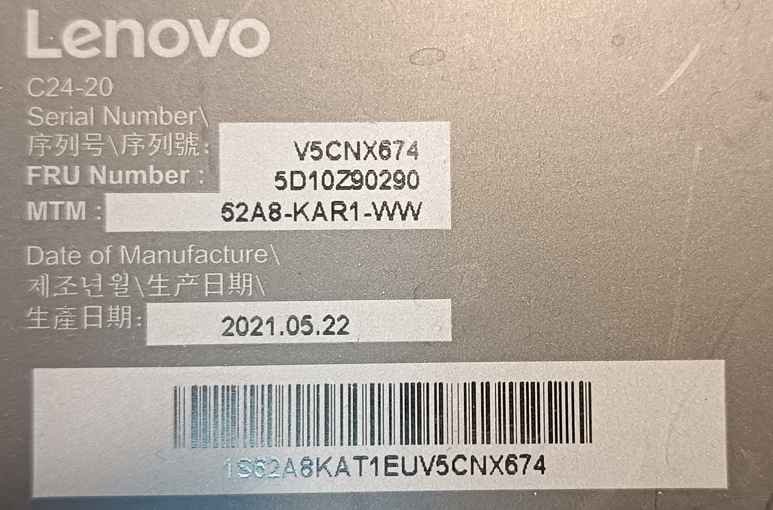 Lenovo
C24-20
Serial Number\
序列号\序列號: V5CNX674
FRU Number : 5D10Z90290
MTM : 62A8-KAR1-WW
Date of Manufacture\
제조년월\生产日期\
生產日期: 2021.05.22
1S62A8KAT1EUV5CNX674